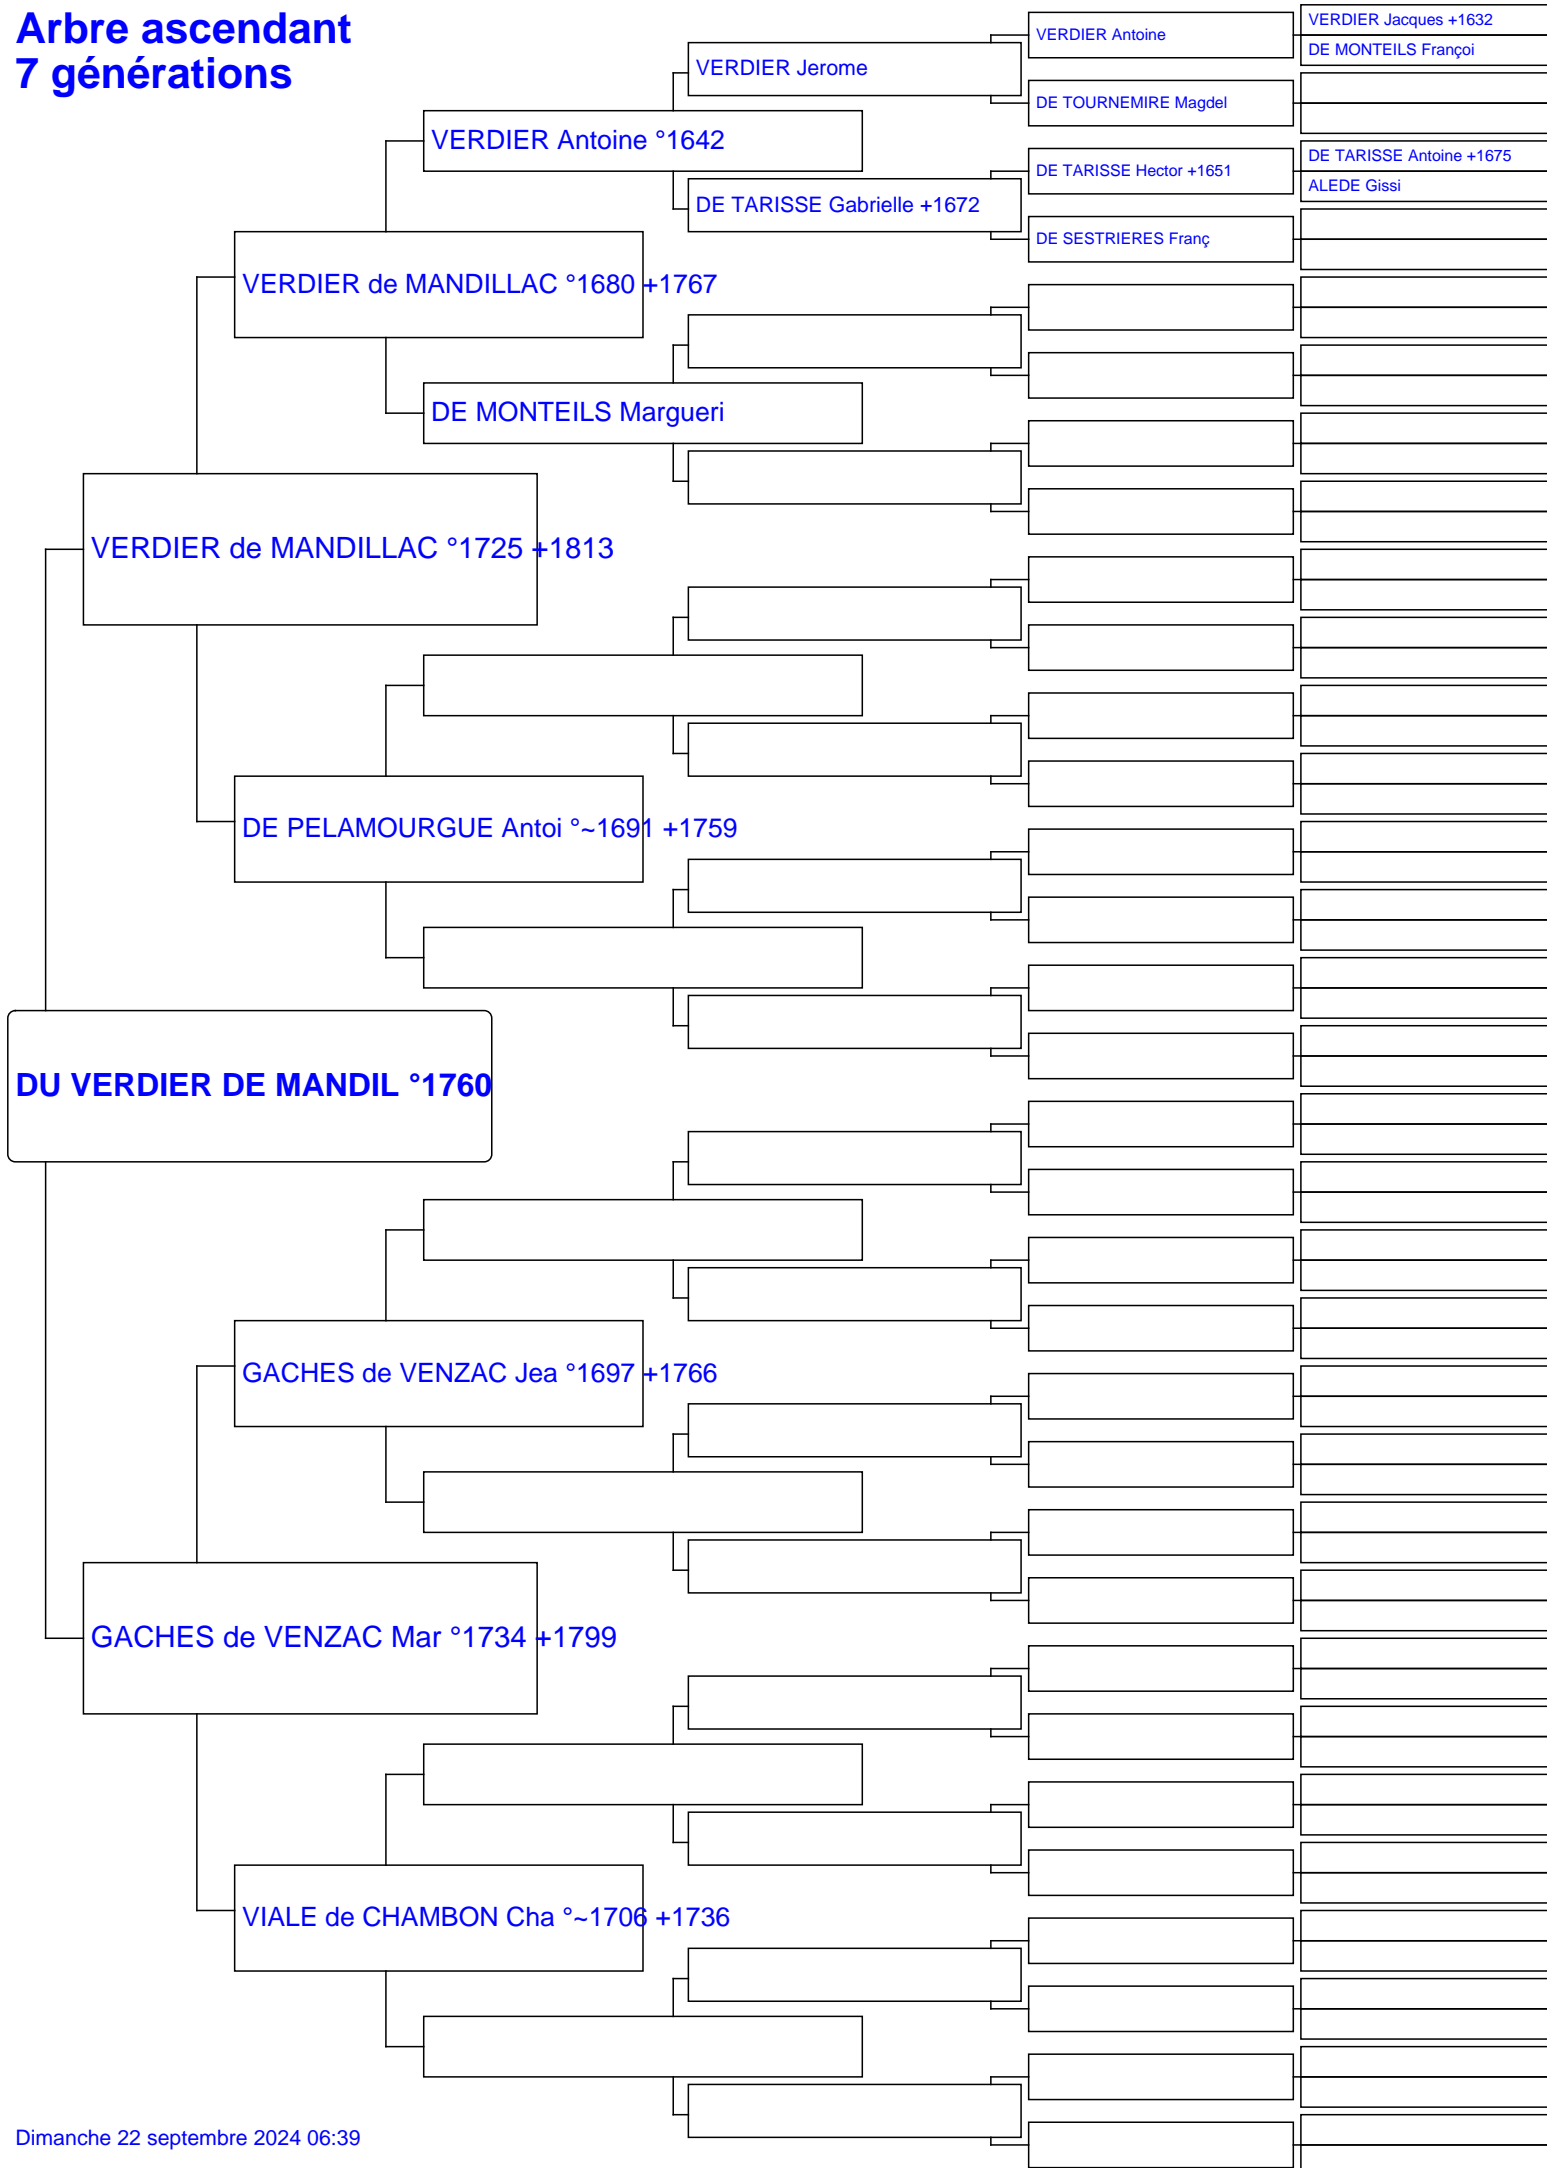 Arbre ascendant
7 générations
VERDIER Jacques +1632
VERDIER Antoine
DE MONTEILS Françoi
VERDIER Jerome
DE TOURNEMIRE Magdel
VERDIER Antoine °1642
DE TARISSE Antoine +1675
DE TARISSE Hector +1651
ALEDE Gissi
DE TARISSE Gabrielle +1672
DE SESTRIERES Franç
VERDIER de MANDILLAC °1680 +1767
DE MONTEILS Margueri
VERDIER de MANDILLAC °1725 +1813
DE PELAMOURGUE Antoi °~1691 +1759
DU VERDIER DE MANDIL °1760
GACHES de VENZAC Jea °1697 +1766
GACHES de VENZAC Mar °1734 +1799
VIALE de CHAMBON Cha °~1706 +1736
Dimanche 22 septembre 2024 06:39